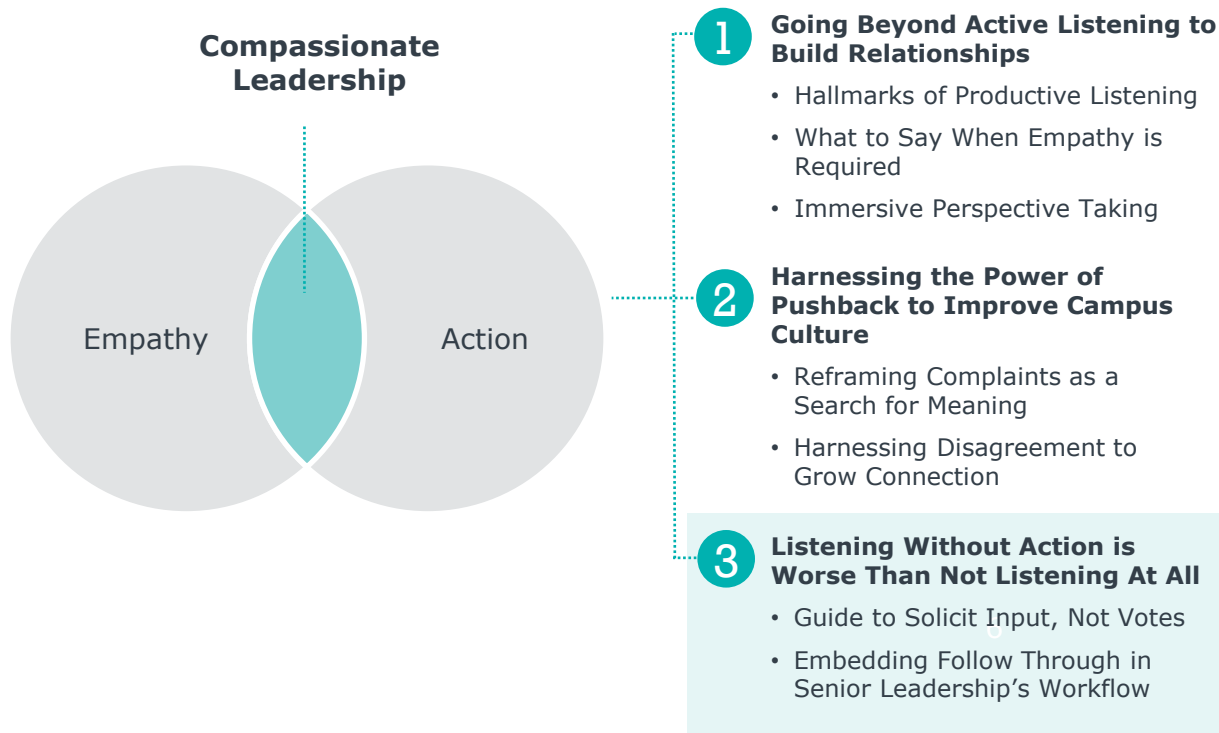 Compassionate
Leadership
Empathy
Action
1
Going Beyond Active Listening to
Build Relationships
• Hallmarks of Productive Listening
• What to Say When Empathy is
Required
• Immersive Perspective Taking
2
Harnessing the Power of
Pushback to Improve Campus
Culture
• Reframing Complaints as a
Search for Meaning
• Harnessing Disagreement to
Grow Connection
3
Listening Without Action is
Worse Than Not Listening At All
• Guide to Solicit Input, Not Votes
• Embedding Follow Through in
Senior Leadership's Workflow